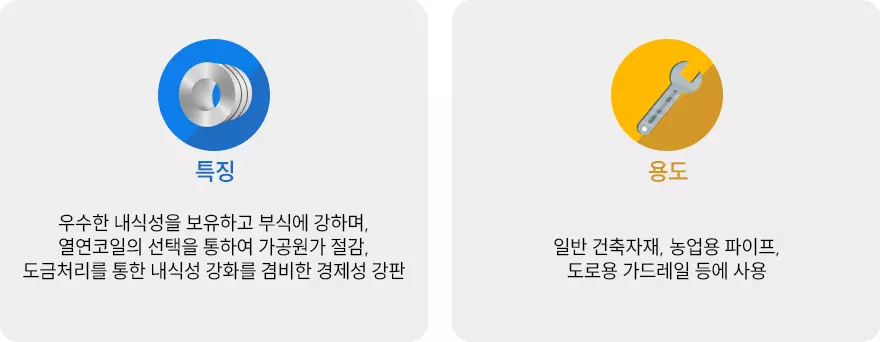 특징
우수한 내식성을 보유하고 부식에 강하며,
열연코일의 선택을 통하여 가공원가 절감,
도금처리를 통한 내식성 강화를 겸비한 경제성 강판
용도
일반 건축자재, 농업용 파이프,
도로용 가드레일 등에 사용